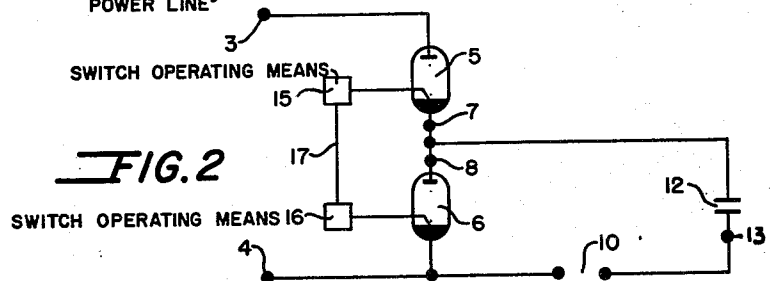 POWER LINE
3
5
SWITCH OPERATING MEANS
15
7
17
8
FIG.2
12
SWITCH OPERATING MEANS 16
6
13
4
10